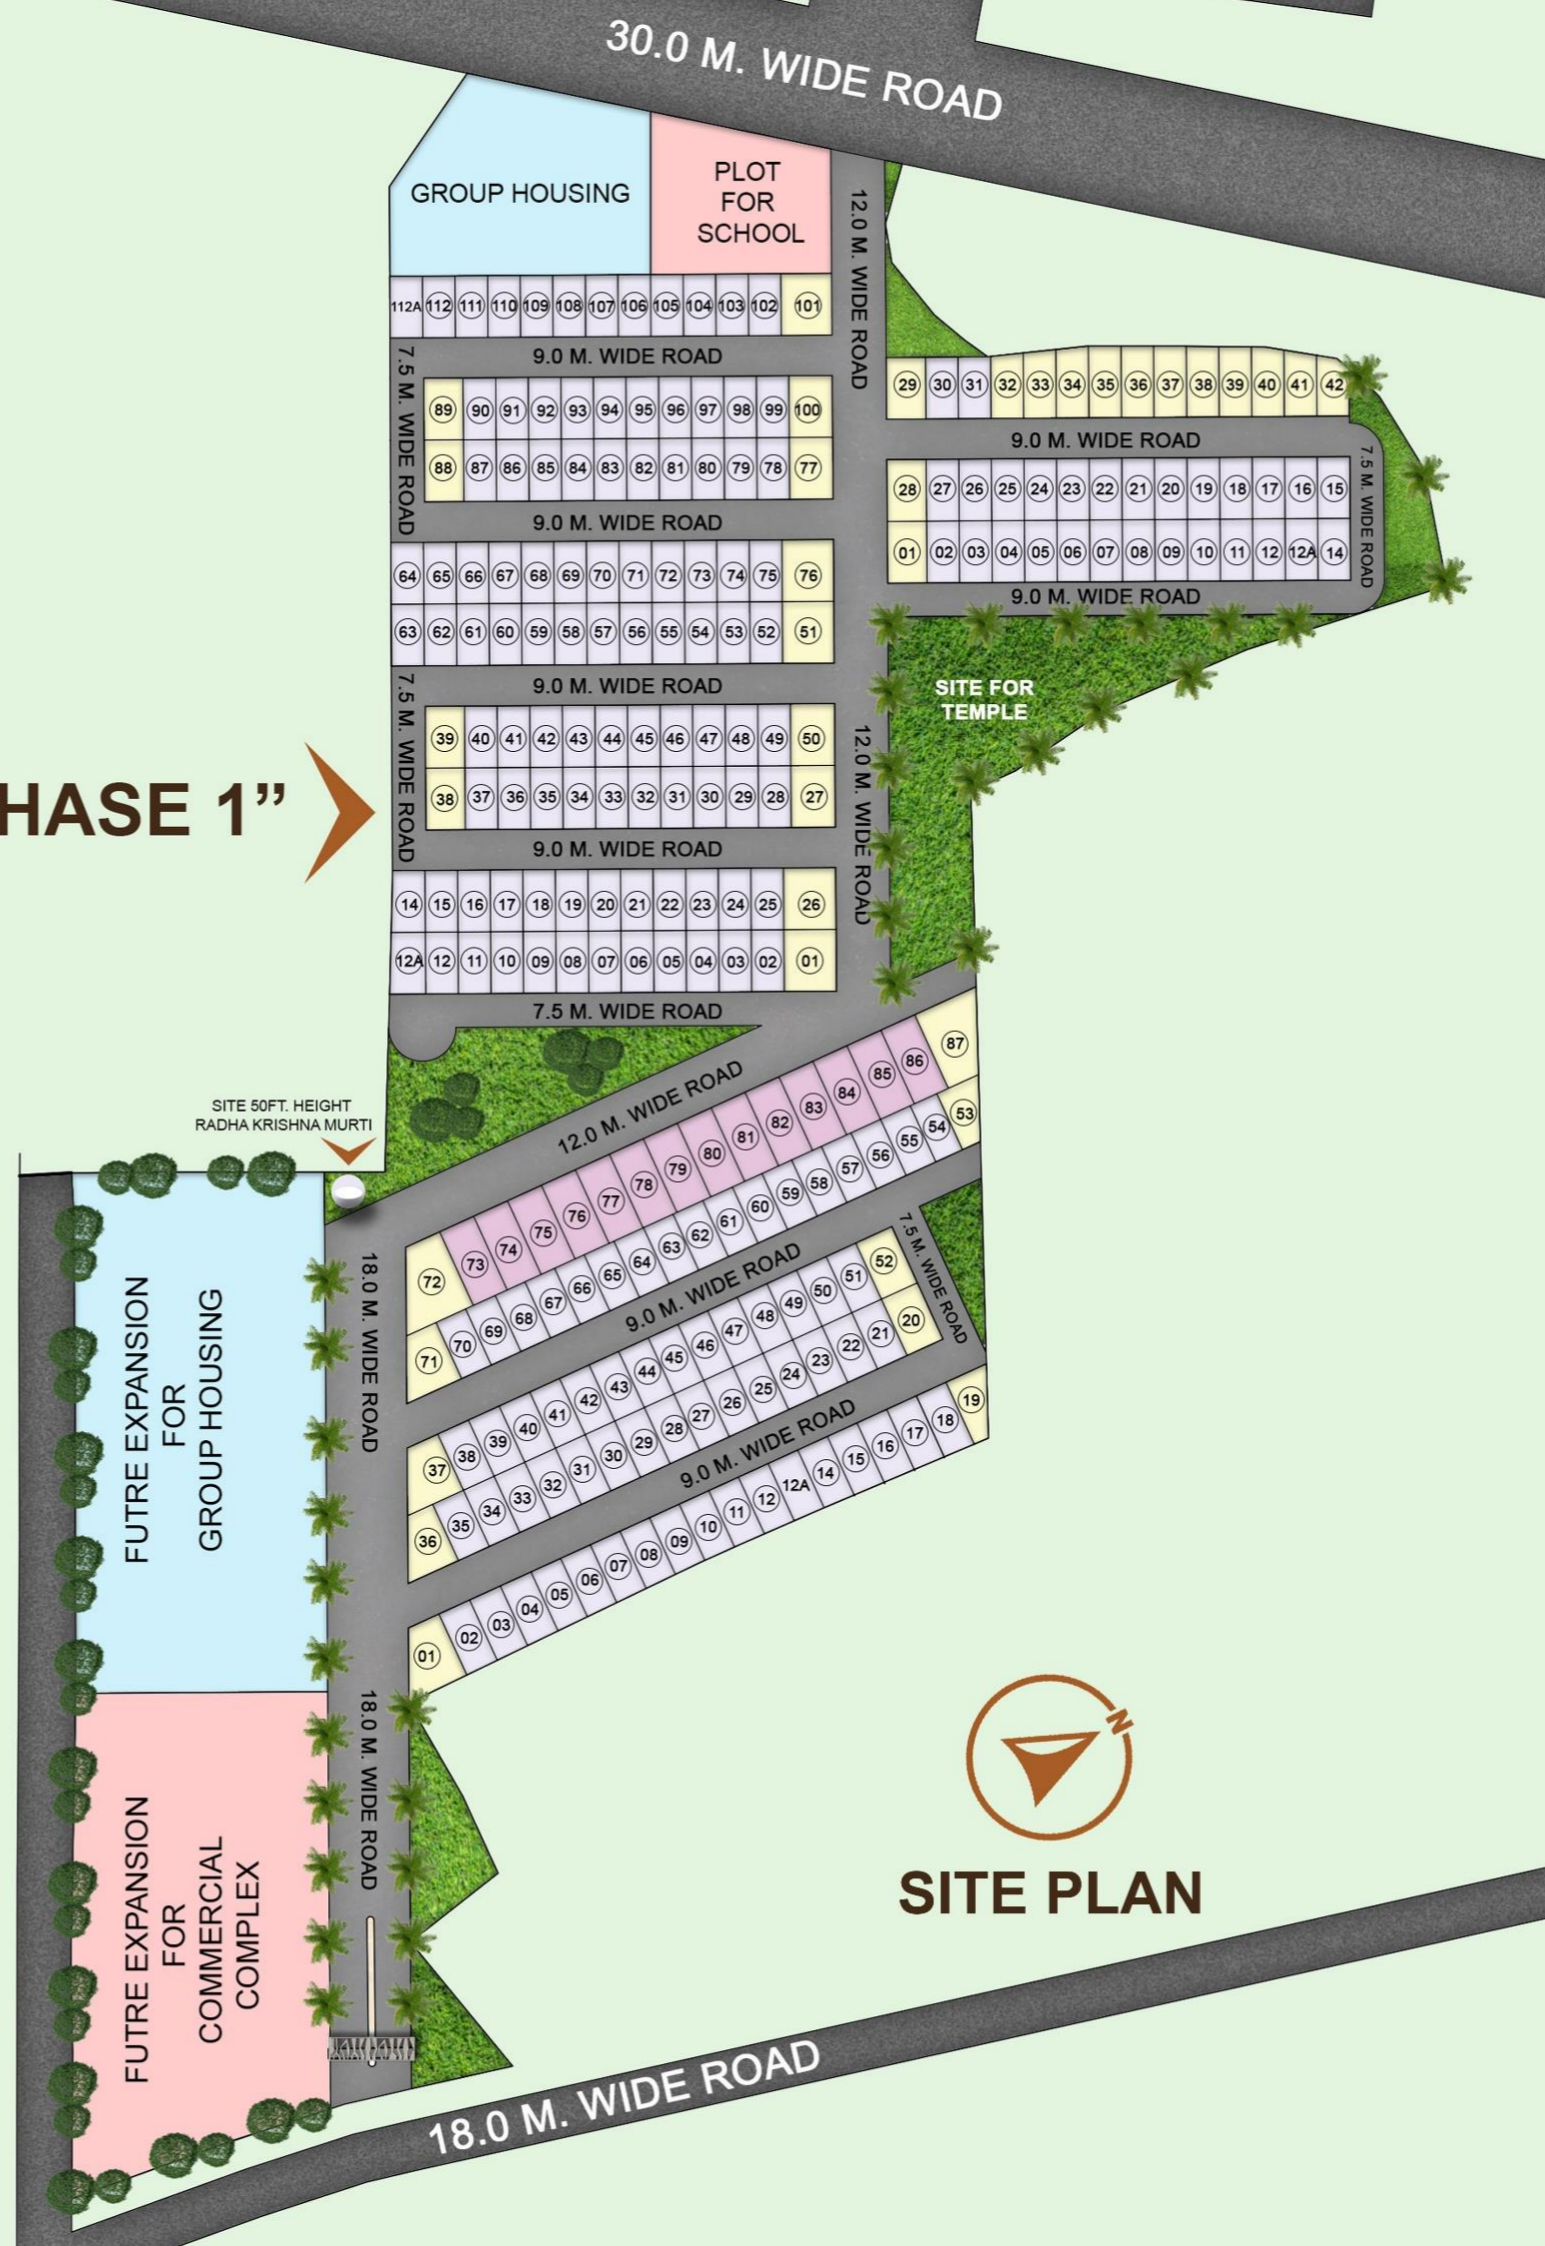 30.0 M. WIDE ROAD
GROUP HOUSING
PLOT
FOR
SCHOOL
12.0 M. WIDE ROAD
112A 112 111 110 109 108 107 106 105 104 103 102 101
9.0 M. WIDE ROAD
7.5 M. WIDE ROAD
89 90 91 92 93 94 95 96 97 98 99 100
88 87 86 85 84 83 82 81 80 79 78 77
9.0 M. WIDE ROAD
29 30 31 32 33 34 35 36 37 38 39 40 41 42
9.0 M. WIDE ROAD
7.5 M. WIDE ROAD
28 27 26 25 24 23 22 21 20 19 18 17 16 15
01 02 03 04 05 06 07 08 09 10 11 12 12A 14
9.0 M. WIDE ROAD
64 65 66 67 68 69 70 71 72 73 74 75 76
63 62 61 60 59 58 57 56 55 54 53 52 51
9.0 M. WIDE ROAD
7.5 M. WIDE ROAD
SITE FOR
TEMPLE
12.0 M. WIDE ROAD
39 40 41 42 43 44 45 46 47 48 49 50
38 37 36 35 34 33 32 31 30 29 28 27
HASE 1”
9.0 M. WIDE ROAD
14 15 16 17 18 19 20 21 22 23 24 25 26
12A 12 11 10 09 08 07 06 05 04 03 02 01
7.5 M. WIDE ROAD
SITE 50FT. HEIGHT
RADHA KRISHNA MURTI
12.0 M. WIDE ROAD
72 73 74 75 76 77 78 79 80 81 82 83 84 85 86 87
71 70 69 68 67 66 65 64 63 62 61 60 59 58 57 56 55 54 53
9.0 M. WIDE ROAD
7.5 M. WIDE ROAD
37 38 39 40 41 42 43 44 45 46 47 48 49 50 51 52
36 35 34 33 32 31 30 29 28 27 26 25 24 23 22 21 20
9.0 M. WIDE ROAD
01 02 03 04 05 06 07 08 09 10 11 12 12A 14 15 16 17 18 19
18.0 M. WIDE ROAD
FUTRE EXPANSION
FOR
GROUP HOUSING
18.0 M. WIDE ROAD
FUTRE EXPANSION
FOR
COMMERCIAL
COMPLEX
N
SITE PLAN
18.0 M. WIDE ROAD